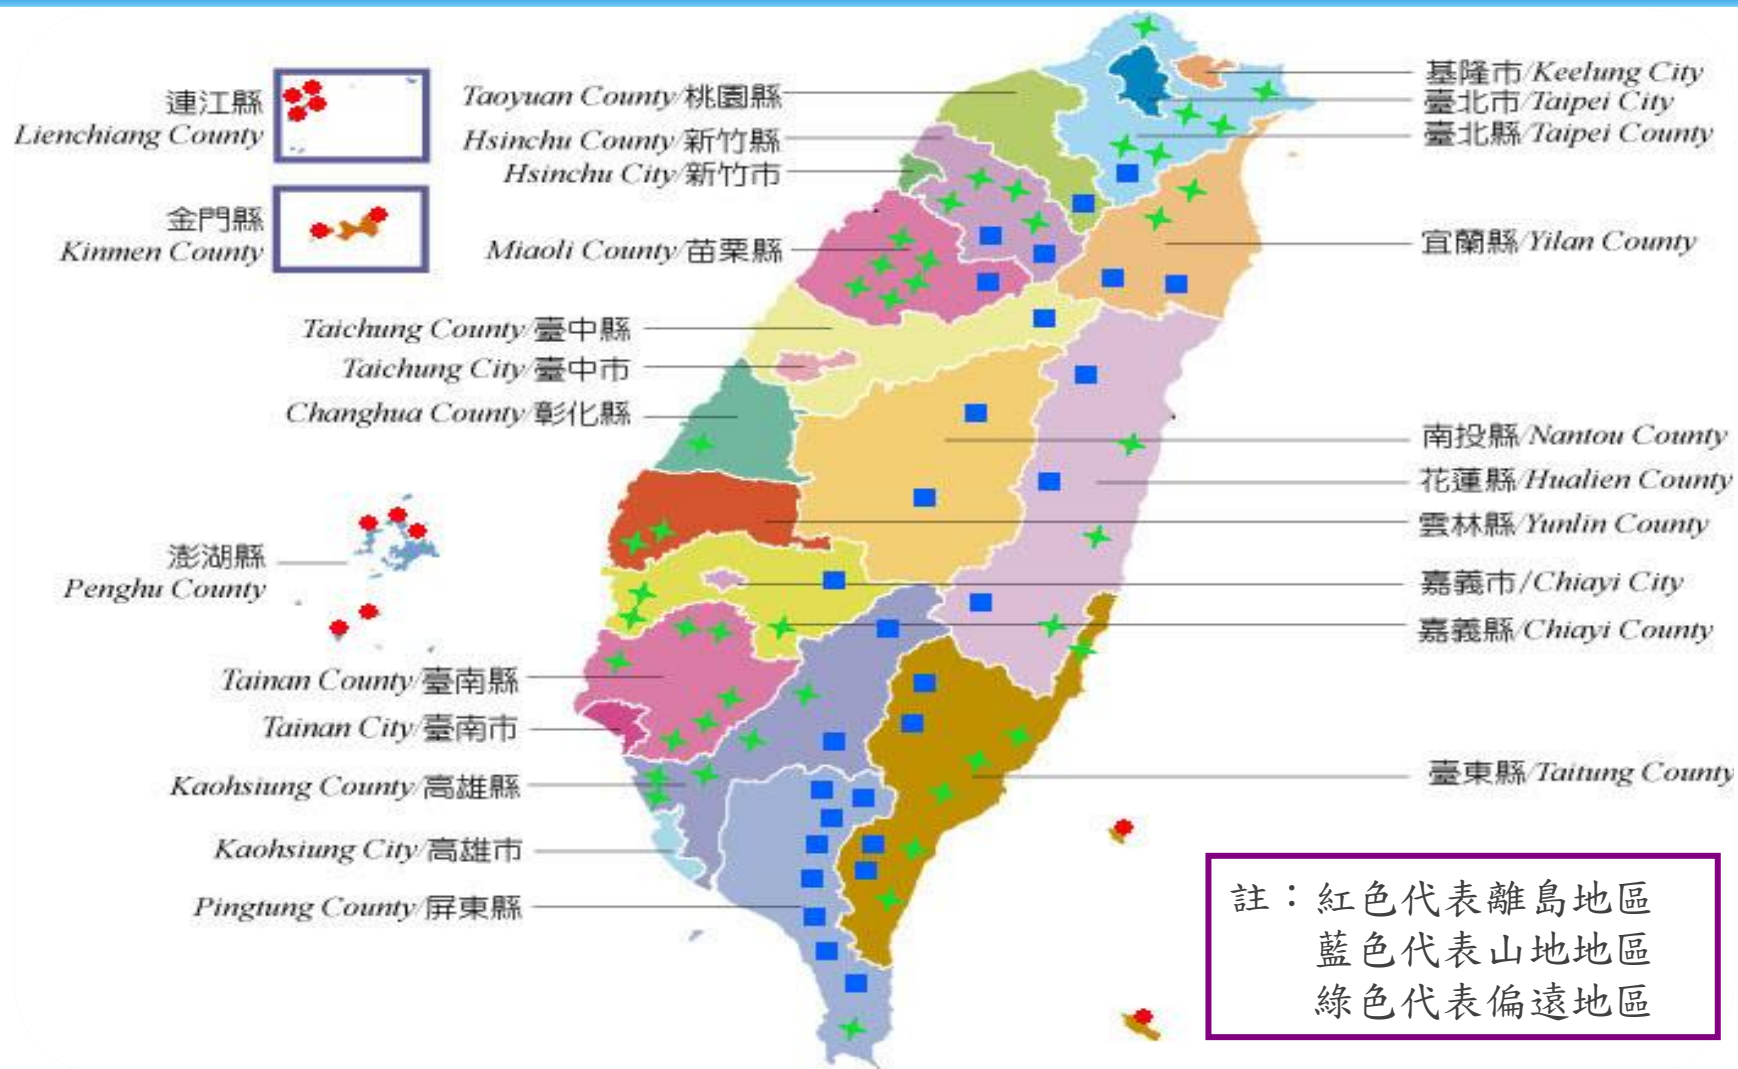 連江縣
Lienchiang County
金門縣
Kinmen County
Taoyuan County/桃園縣
Hsinchu County/新竹縣
Hsinchu City/新竹市
Miaoli County/苗栗縣
Taichung County/臺中縣
Taichung City/臺中市
Changhua County/彰化縣
澎湖縣
Penghu County
Tainan County/臺南縣
Tainan City/臺南市
Kaohsiung County/高雄縣
Kaohsiung City/高雄市
Pingtung County/屏東縣
基隆市/Keelung City
臺北市/Taipei City
臺北縣/Taipei County
宜蘭縣/Yilan County
南投縣/Nantou County
花蓮縣/Hualien County
雲林縣/Yunlin County
嘉義市/Chiayi City
嘉義縣/Chiayi County
臺東縣/Taitung County
註：紅色代表離島地區
藍色代表山地地區
綠色代表偏遠地區